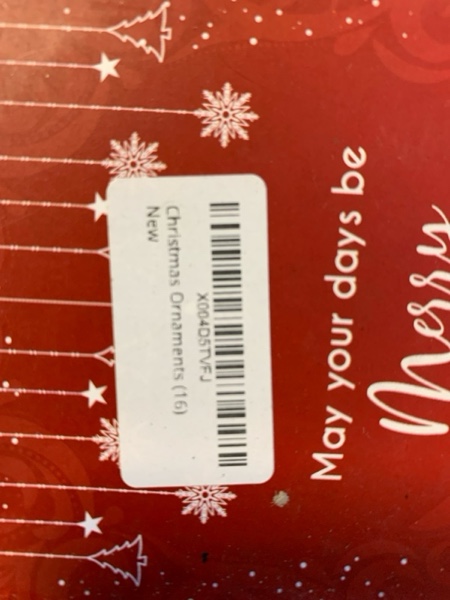 May your days be
Merry
X004D5TVFJ
Christmas Ornaments (16)
New